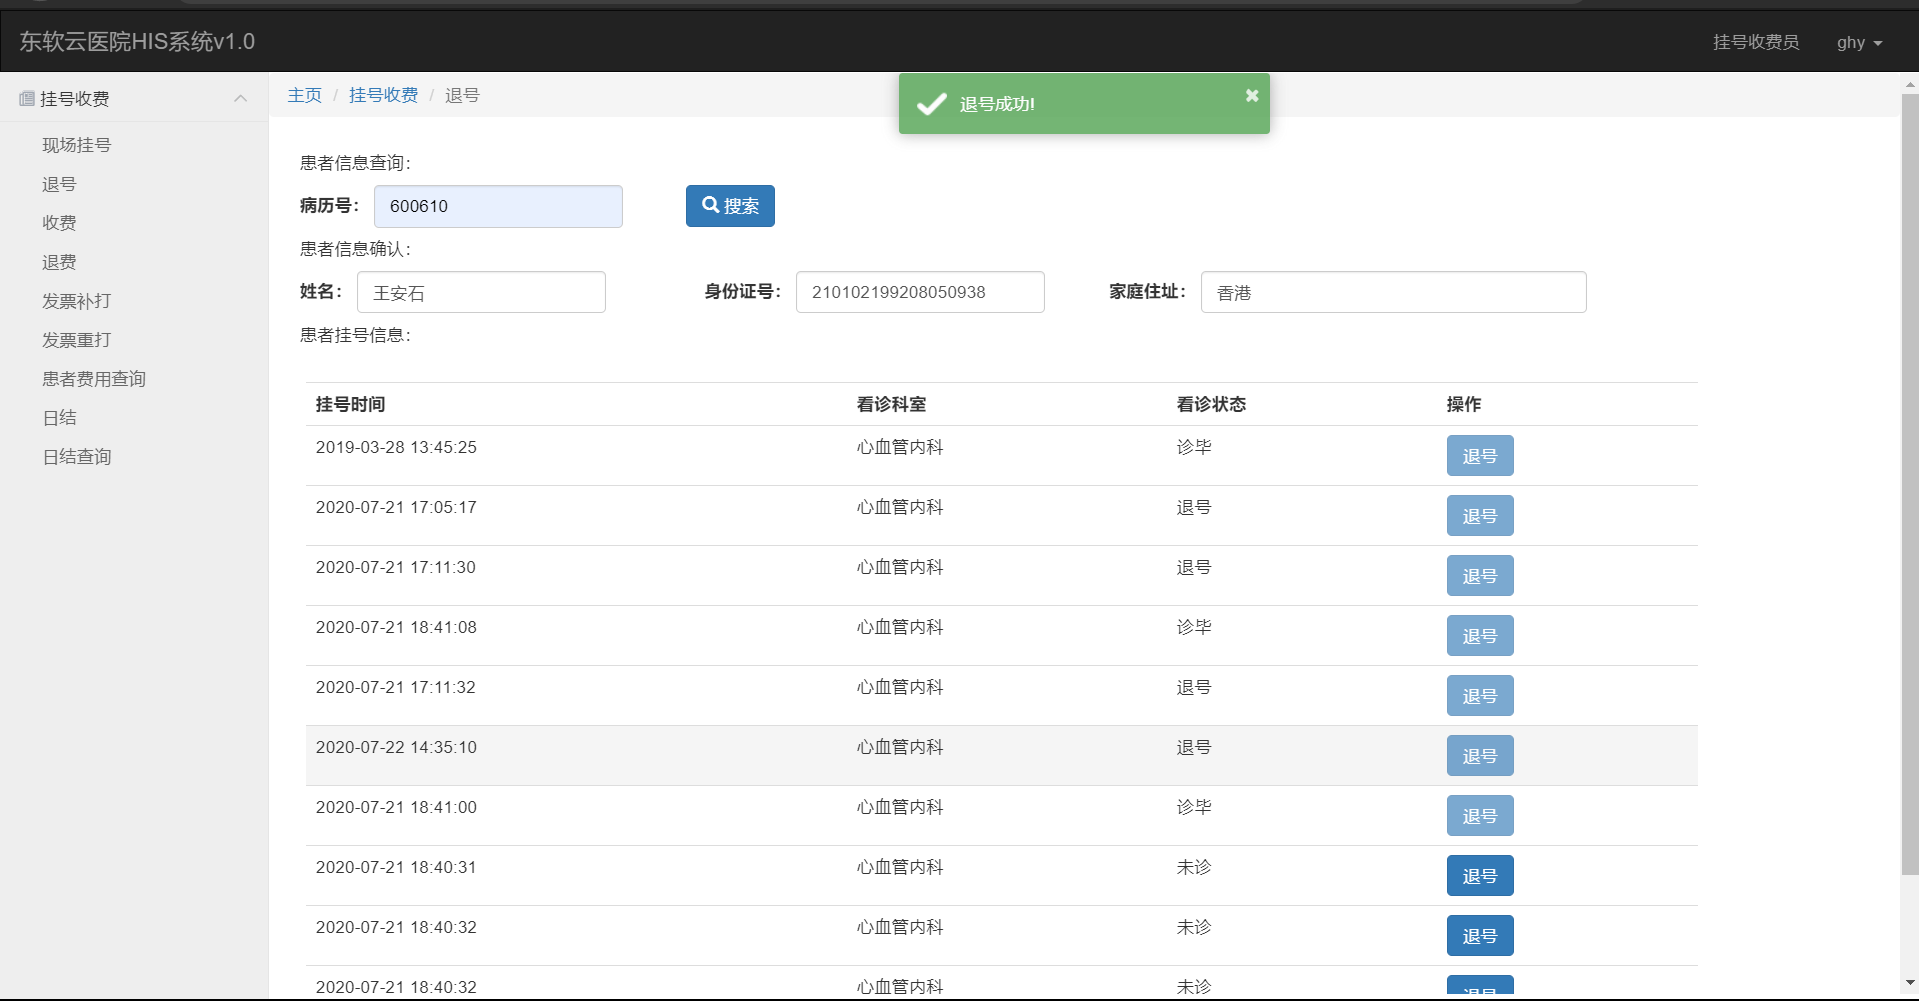 东软云医院HIS系统v1.0 挂号收费员 ghy
挂号收费
现场挂号
退号
收费
退费
发票补打
发票重打
患者费用查询
日结
日结查询
主页 / 挂号收费 / 退号
退号成功!
患者信息查询：
病历号： 600610 搜索
患者信息确认：
姓名： 王安石 身份证号： 210102199208050938 家庭住址： 香港
患者挂号信息：
挂号时间 看诊科室 看诊状态 操作
2019-03-28 13:45:25 心血管内科 诊毕 退号
2020-07-21 17:05:17 心血管内科 退号 退号
2020-07-21 17:11:30 心血管内科 退号 退号
2020-07-21 18:41:08 心血管内科 诊毕 退号
2020-07-21 17:11:32 心血管内科 退号 退号
2020-07-22 14:35:10 心血管内科 退号 退号
2020-07-21 18:41:00 心血管内科 诊毕 退号
2020-07-21 18:40:31 心血管内科 未诊 退号
2020-07-21 18:40:32 心血管内科 未诊 退号
2020-07-21 18:40:32 心血管内科 未诊 退号